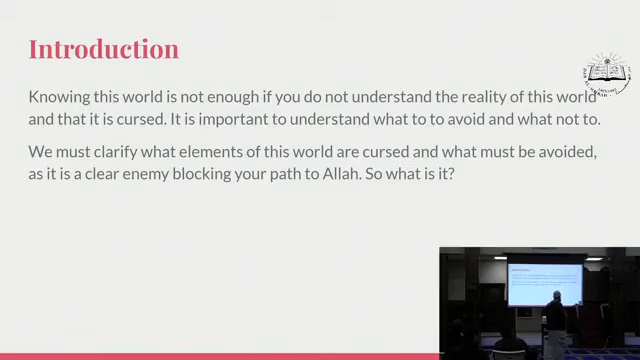 Introduction
Knowing this world is not enough if you do not understand the reality of this world
and that it is cursed. It is important to understand what to to avoid and what not to.
We must clarify what elements of this world are cursed and what must be avoided,
as it is a clear enemy blocking your path to Allah. So what is it?